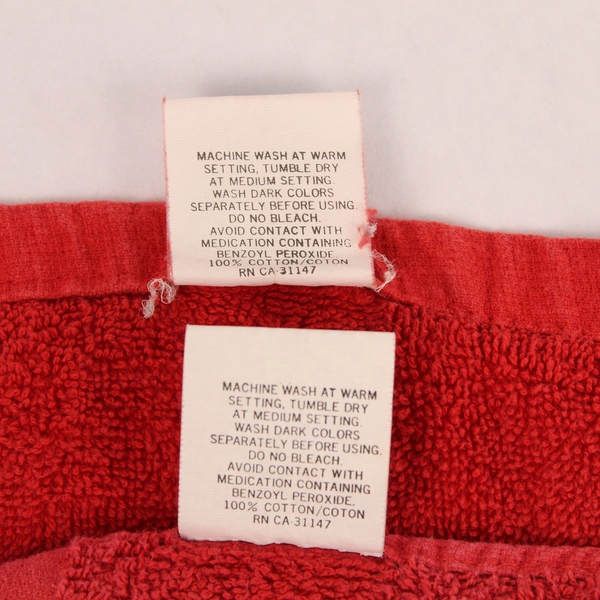 MACHINE WASH AT WARM
SETTING, TUMBLE DRY
AT MEDIUM SETTING.
WASH DARK COLORS
SEPARATELY BEFORE USING.
DO NO BLEACH.
AVOID CONTACT WITH
MEDICATION CONTAINING
BENZOYL PEROXIDE.
100% COTTON/COTON
RN CA-31147
MACHINE WASH AT WARM
SETTING, TUMBLE DRY
AT MEDIUM SETTING.
WASH DARK COLORS
SEPARATELY BEFORE USING.
DO NO BLEACH.
AVOID CONTACT WITH
MEDICATION CONTAINING
BENZOYL PEROXIDE.
100% COTTON/COTON
RN CA-31147